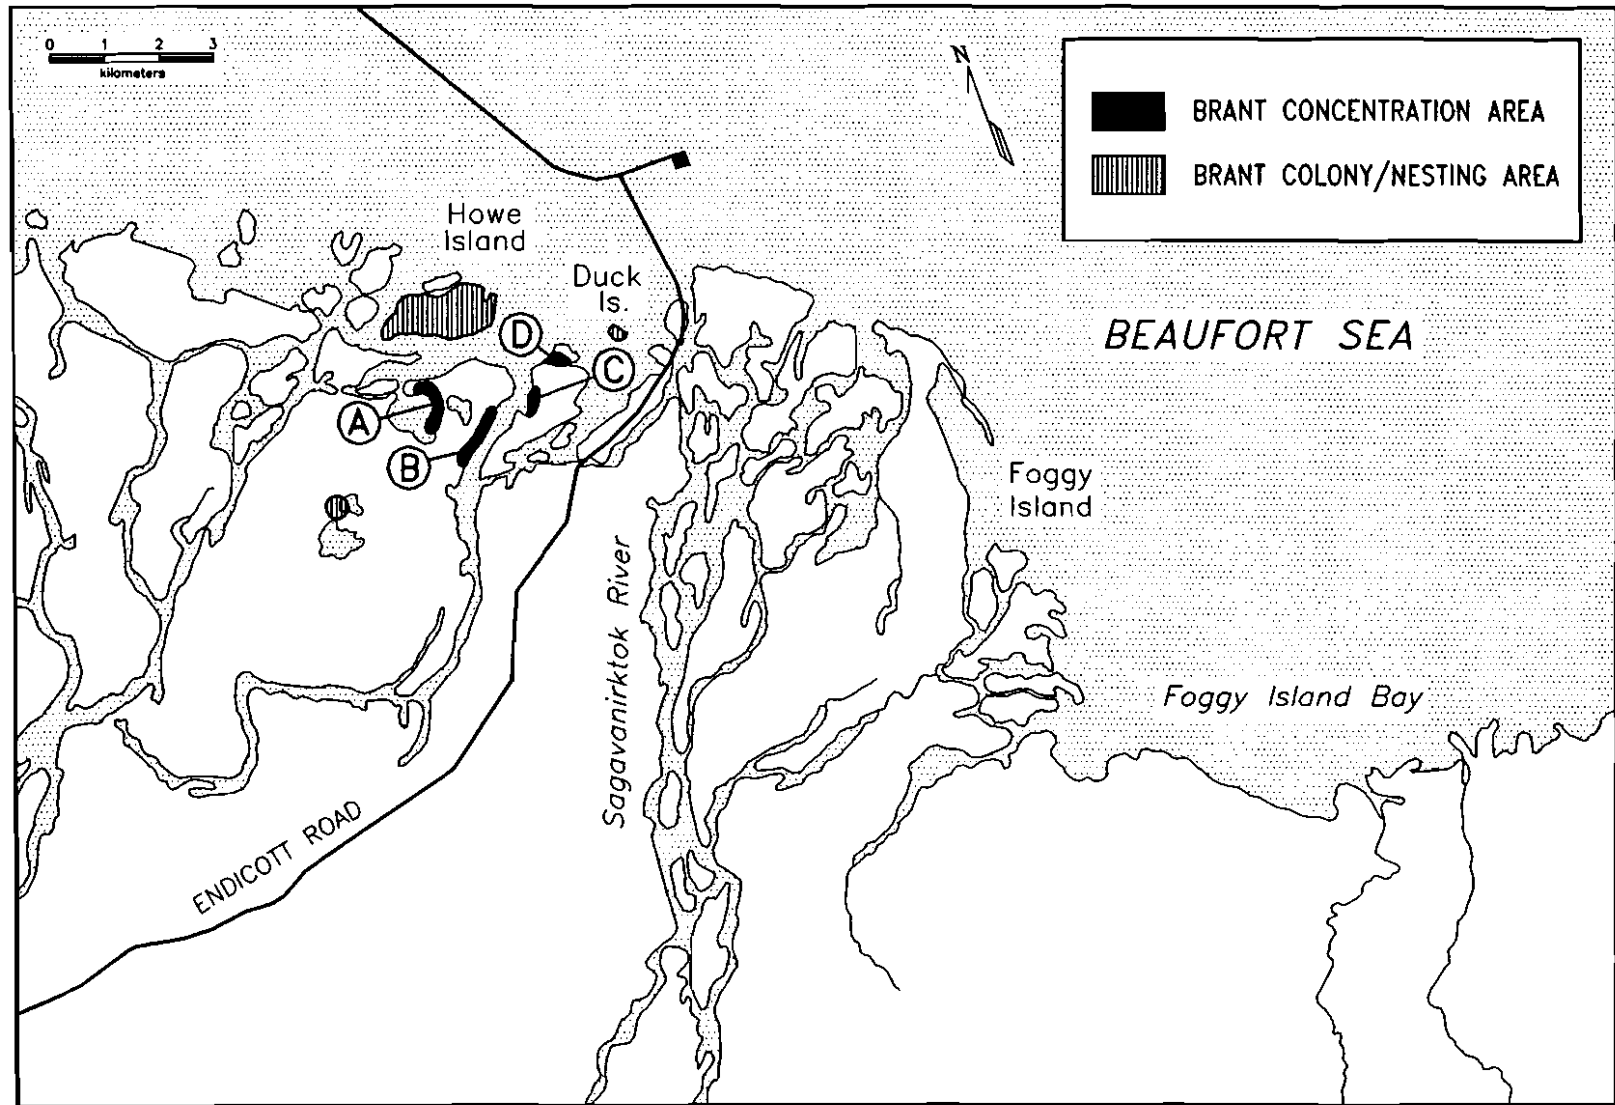 0 1 2 3
kilometers
N
BRANT CONCENTRATION AREA
BRANT COLONY/NESTING AREA
Howe
Island
Duck
Is.
BEAUFORT SEA
D
C
A
B
Foggy
Island
Sagavanirktok River
Foggy Island Bay
ENDICOTT ROAD